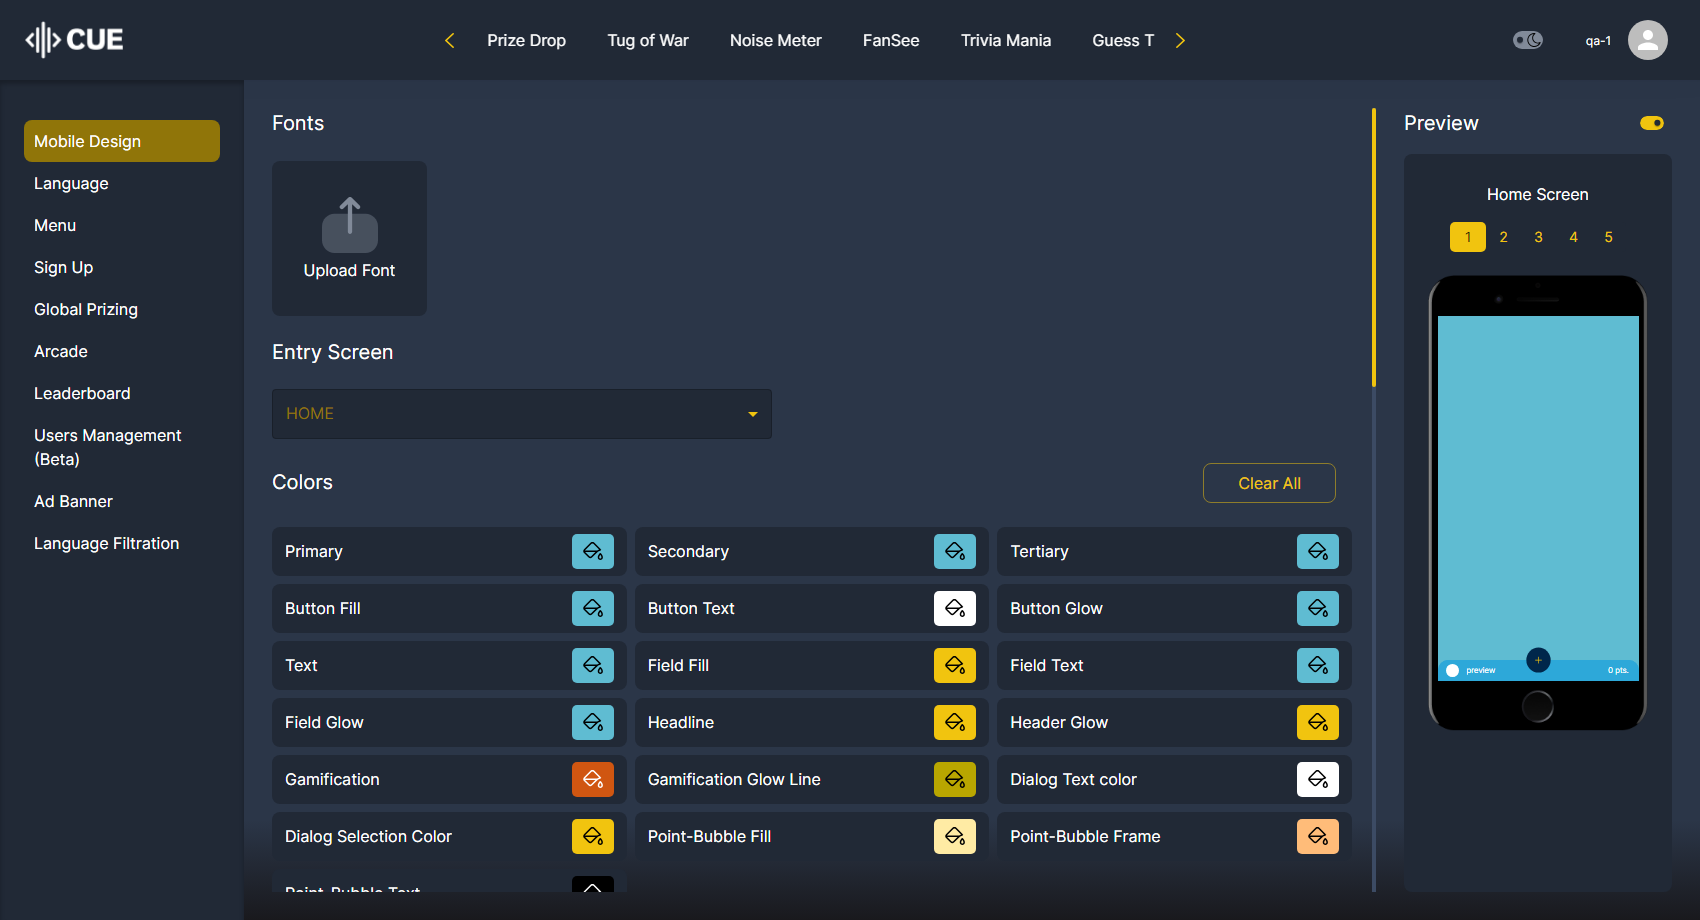 CUE
Prize Drop
Tug of War
Noise Meter
FanSee
Trivia Mania
Guess T
qa-1
Mobile Design
Language
Menu
Sign Up
Global Prizing
Arcade
Leaderboard
Users Management
(Beta)
Ad Banner
Language Filtration
Fonts
Upload Font
Entry Screen
HOME
Colors
Clear All
Primary
Secondary
Tertiary
Button Fill
Button Text
Button Glow
Text
Field Fill
Field Text
Field Glow
Headline
Header Glow
Gamification
Gamification Glow Line
Dialog Text color
Dialog Selection Color
Point-Bubble Fill
Point-Bubble Frame
Point-Bubble Text
Preview
Home Screen
1 2 3 4 5
+
preview
0 pts.